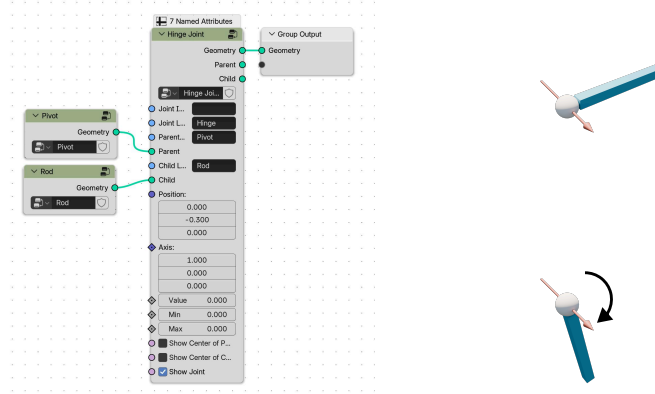 7 Named Attributes
Hinge Joint
Group Output
Geometry
Geometry
Parent
Child
Hinge Joi...
Joint I...
Joint L...
Hinge
Parent...
Pivot
Parent
Child L...
Rod
Child
Position:
0.000
-0.300
0.000
Axis:
1.000
0.000
0.000
Value 0.000
Min 0.000
Max 0.000
Show Center of P...
Show Center of C...
Show Joint
Pivot
Geometry
Pivot
Rod
Geometry
Rod